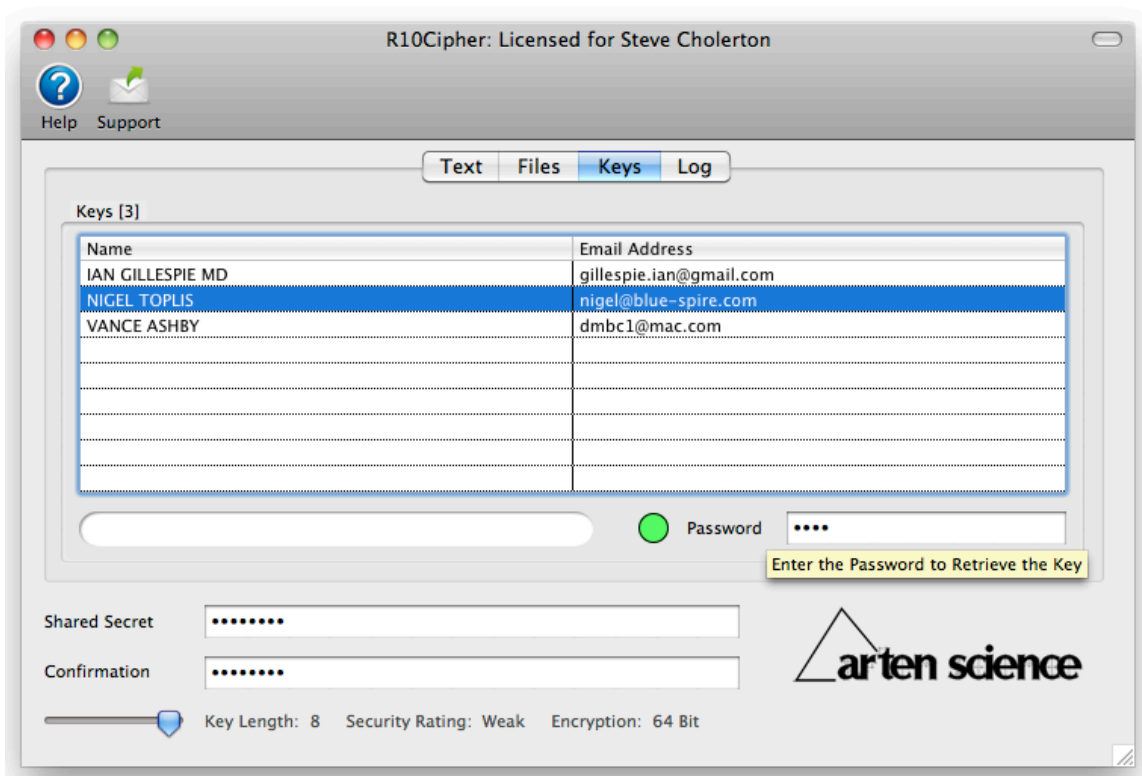 R10Cipher: Licensed for Steve Cholerton
Help Support
Text Files Keys Log
Keys [3]
Name Email Address
IAN GILLESPIE MD gillespie.ian@gmail.com
NIGEL TOPLIS nigel@blue-spire.com
VANCE ASHBY dmbc1@mac.com
Password ••••
Enter the Password to Retrieve the Key
Shared Secret ••••••••
Confirmation ••••••••
arten science
Key Length: 8 Security Rating: Weak Encryption: 64 Bit